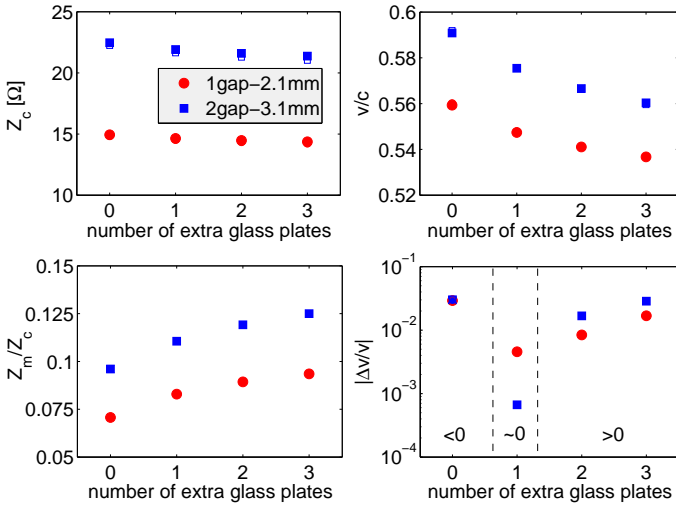 25
20
15
10
Z_c [Ω]
1gap−2.1mm
2gap−3.1mm
0 1 2 3
number of extra glass plates
0.6
0.58
0.56
0.54
0.52
v/c
0 1 2 3
number of extra glass plates
0.15
0.125
0.1
0.075
0.05
Z_m/Z_c
0 1 2 3
number of extra glass plates
10^−1
10^−2
10^−3
10^−4
|Δv/v|
<0 ~0 >0
0 1 2 3
number of extra glass plates